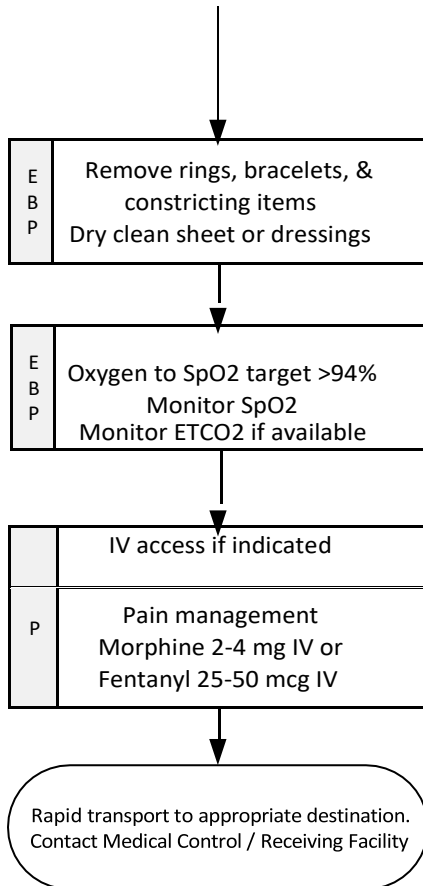 E
B
P
Remove rings, bracelets, &
constricting items
Dry clean sheet or dressings
E
B
P
Oxygen to SpO2 target >94%
Monitor SpO2
Monitor ETCO2 if available
IV access if indicated
P
Pain management
Morphine 2-4 mg IV or
Fentanyl 25-50 mcg IV
Rapid transport to appropriate destination.
Contact Medical Control / Receiving Facility